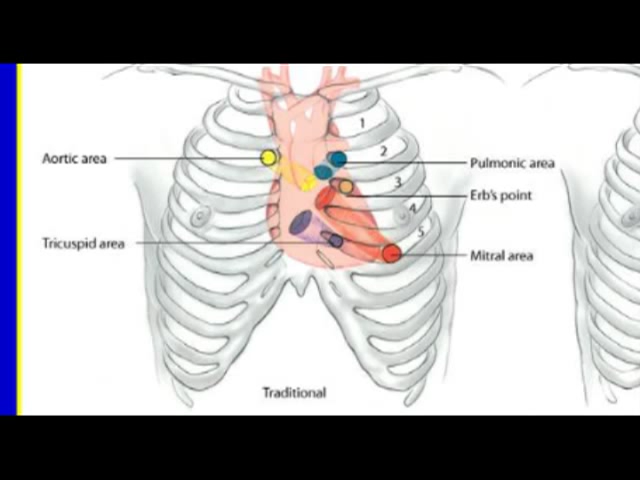 1
2
Aortic area
Pulmonic area
3
Erb's point
4
5
Tricuspid area
Mitral area
Traditional